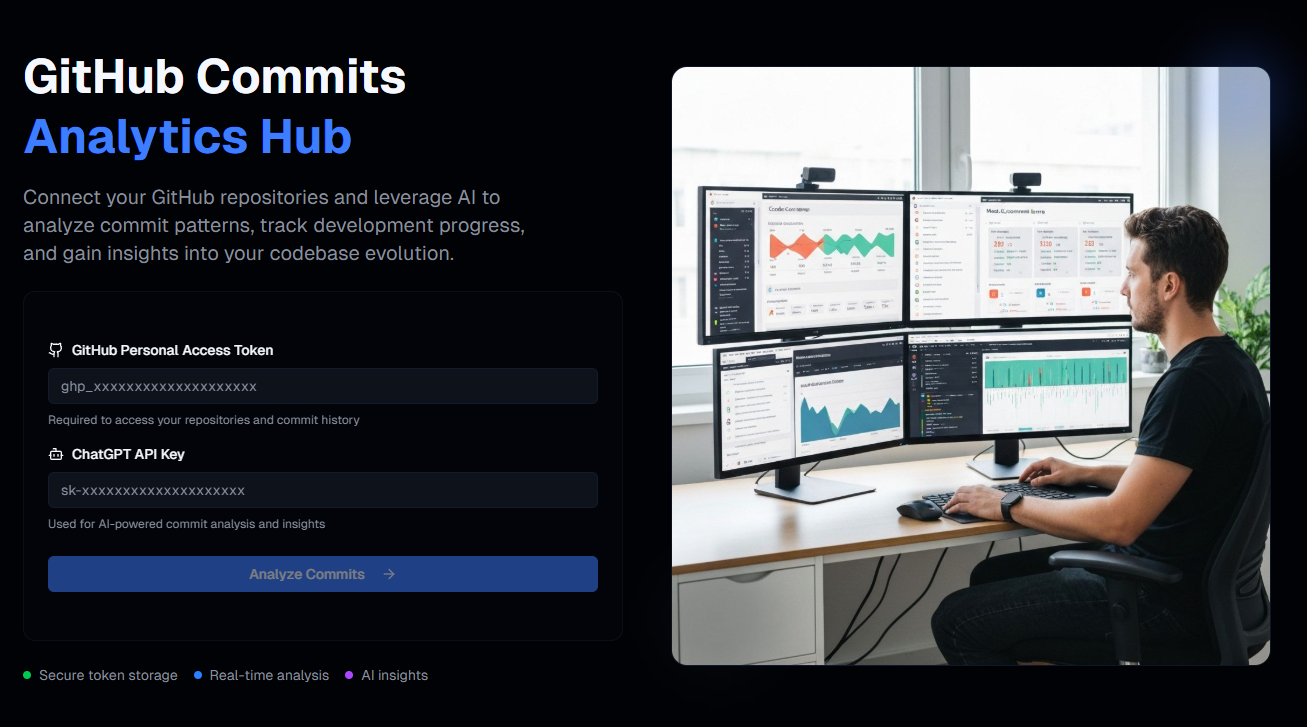 GitHub Commits
Analytics Hub
Connect your GitHub repositories and leverage AI to
analyze commit patterns, track development progress,
and gain insights into your codebase evolution.
GitHub Personal Access Token
ghp_xxxxxxxxxxxxxxxxxxxx
Required to access your repositories and commit history
ChatGPT API Key
sk-xxxxxxxxxxxxxxxxxxxx
Used for AI-powered commit analysis and insights
Analyze Commits →
Secure token storage
Real-time analysis
AI insights